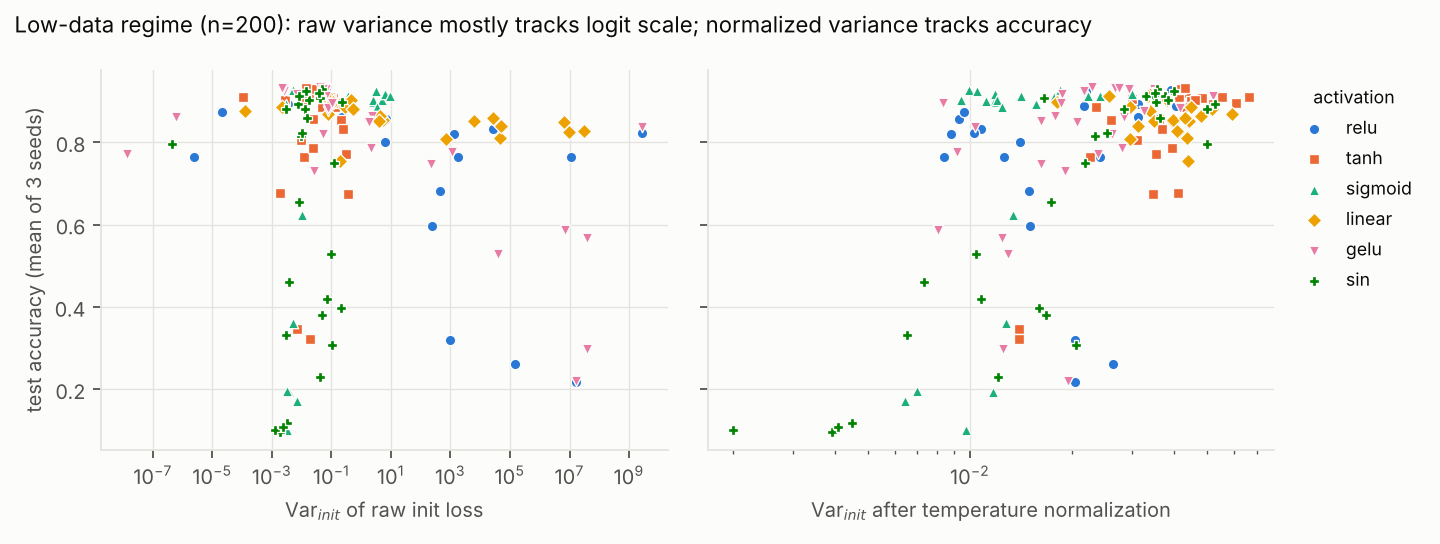 Low-data regime (n=200): raw variance mostly tracks logit scale; normalized variance tracks accuracy
test accuracy (mean of 3 seeds)
0.8
0.6
0.4
0.2
10⁻⁷ 10⁻⁵ 10⁻³ 10⁻¹ 10¹ 10³ 10⁵ 10⁷ 10⁹
Var_init of raw init loss
10⁻²
Var_init after temperature normalization
activation
relu
tanh
sigmoid
linear
gelu
sin